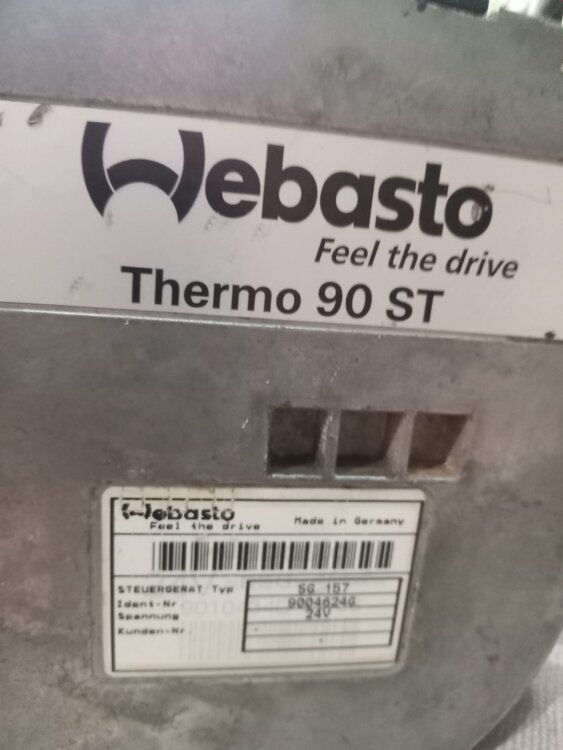 Webasto
Feel the drive
Thermo 90 ST
Webasto
Feel the drive Made in Germany
STEUERGERÄT Typ SG 157
Ident-Nr. 9004624G
Spannung 24V
Kunden-Nr.